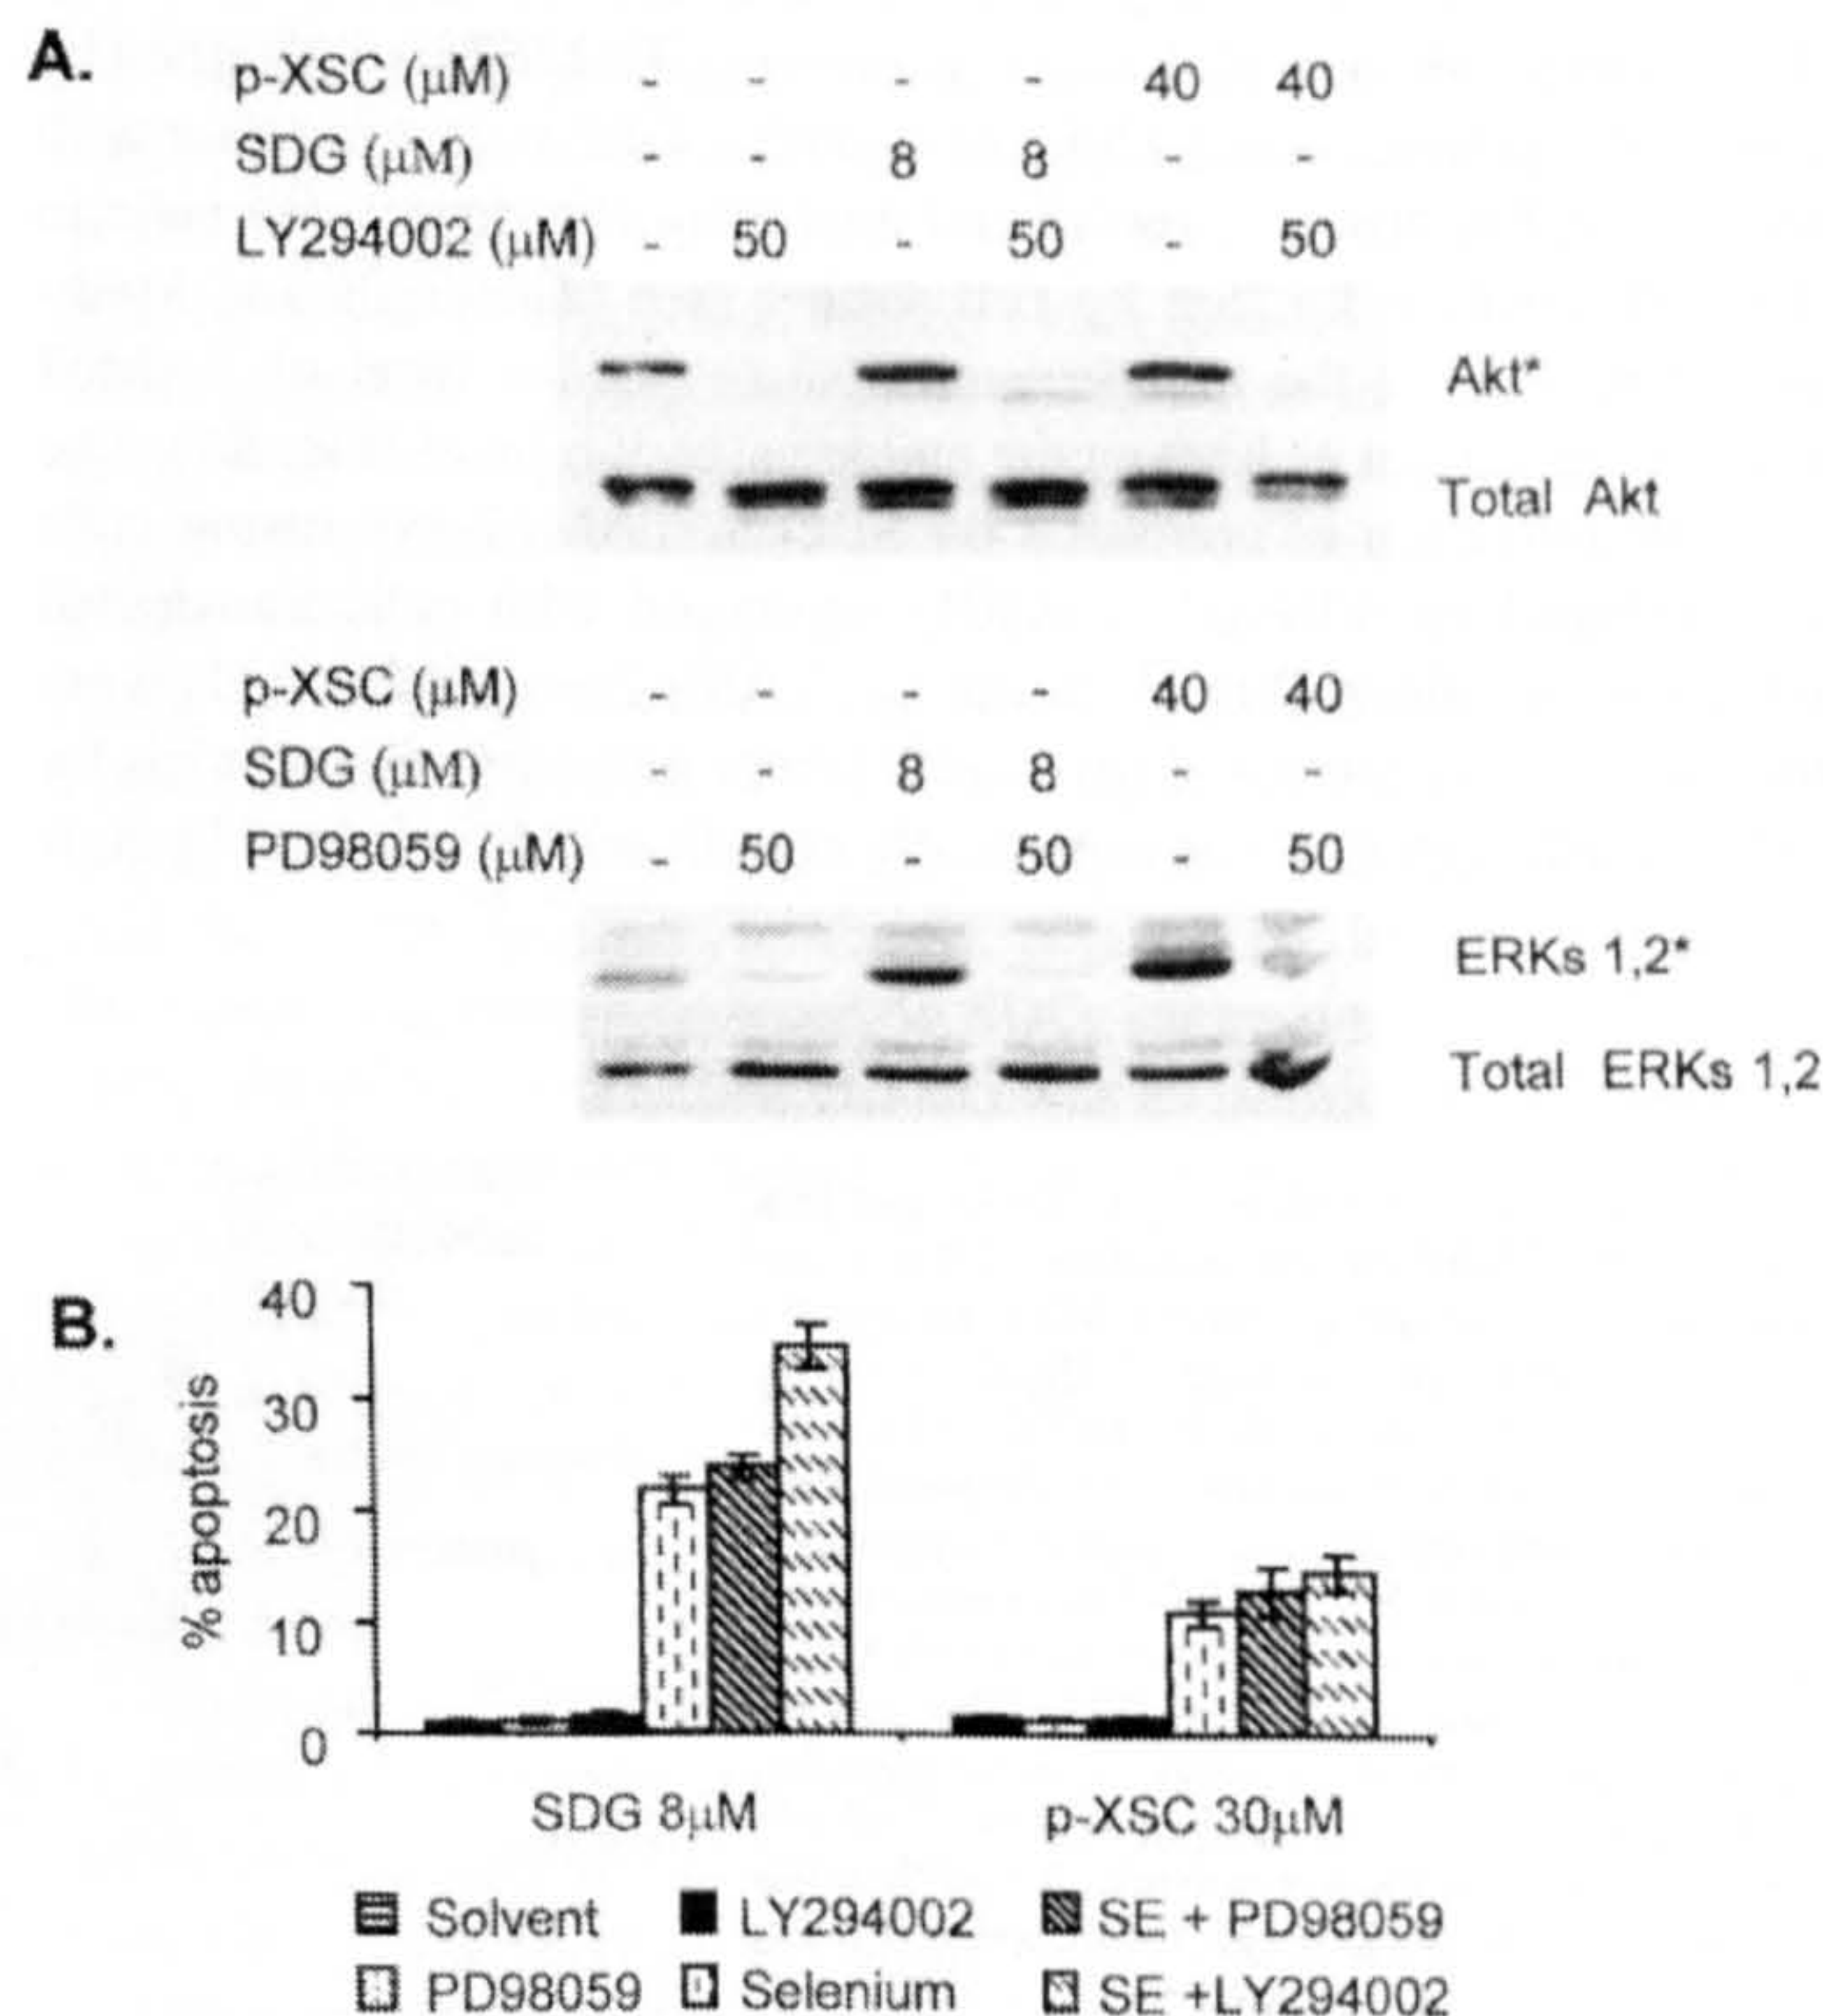 A.
p-XSC (μM) - - - - 40 40
SDG (μM) - - 8 8 - -
LY294002 (μM) - 50 - 50 - 50
Akt*
Total Akt
p-XSC (μM) - - - - 40 40
SDG (μM) - - 8 8 - -
PD98059 (μM) - 50 - 50 - 50
ERKs 1,2*
Total ERKs 1,2
B.
% apoptosis
40
30
20
10
0
SDG 8μM p-XSC 30μM
Solvent LY294002 SE + PD98059
PD98059 Selenium SE +LY294002